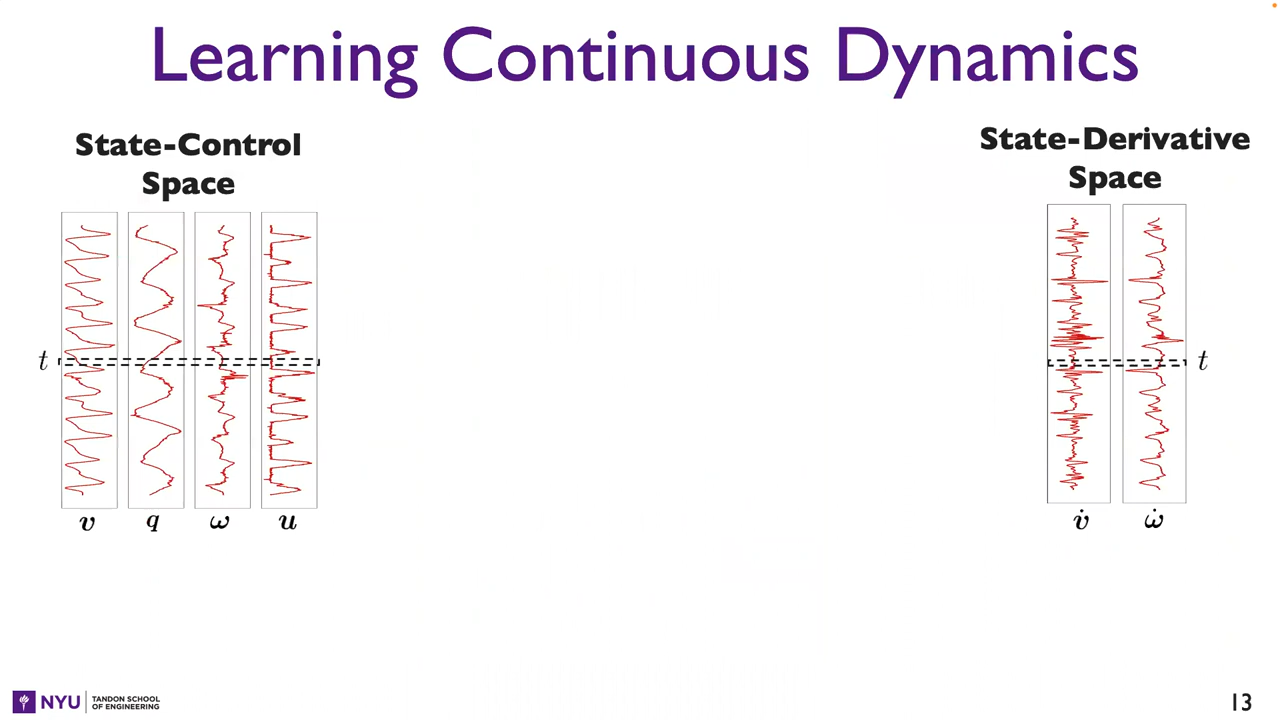 Learning Continuous Dynamics
State-Control
Space
State-Derivative
Space
t
t
v
q
ω
u
v̇
ω̇
NYU
TANDON SCHOOL
OF ENGINEERING
13